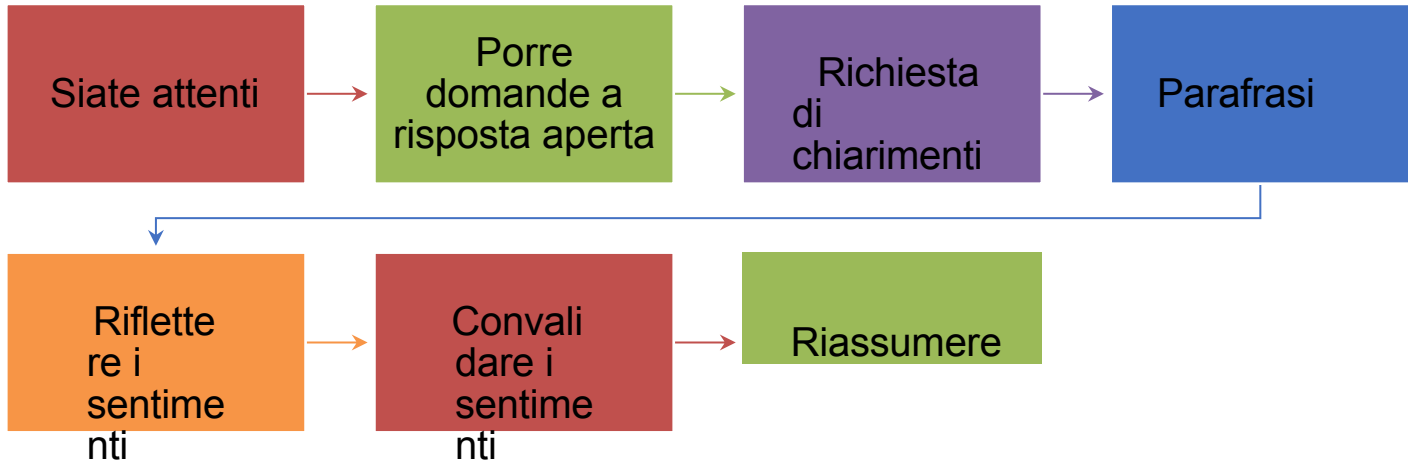 Siate attenti
Porre
domande a
risposta aperta
Richiesta
di
chiarimenti
Parafrasi
Riflette
re i
sentime
nti
Convali
dare i
sentime
nti
Riassumere